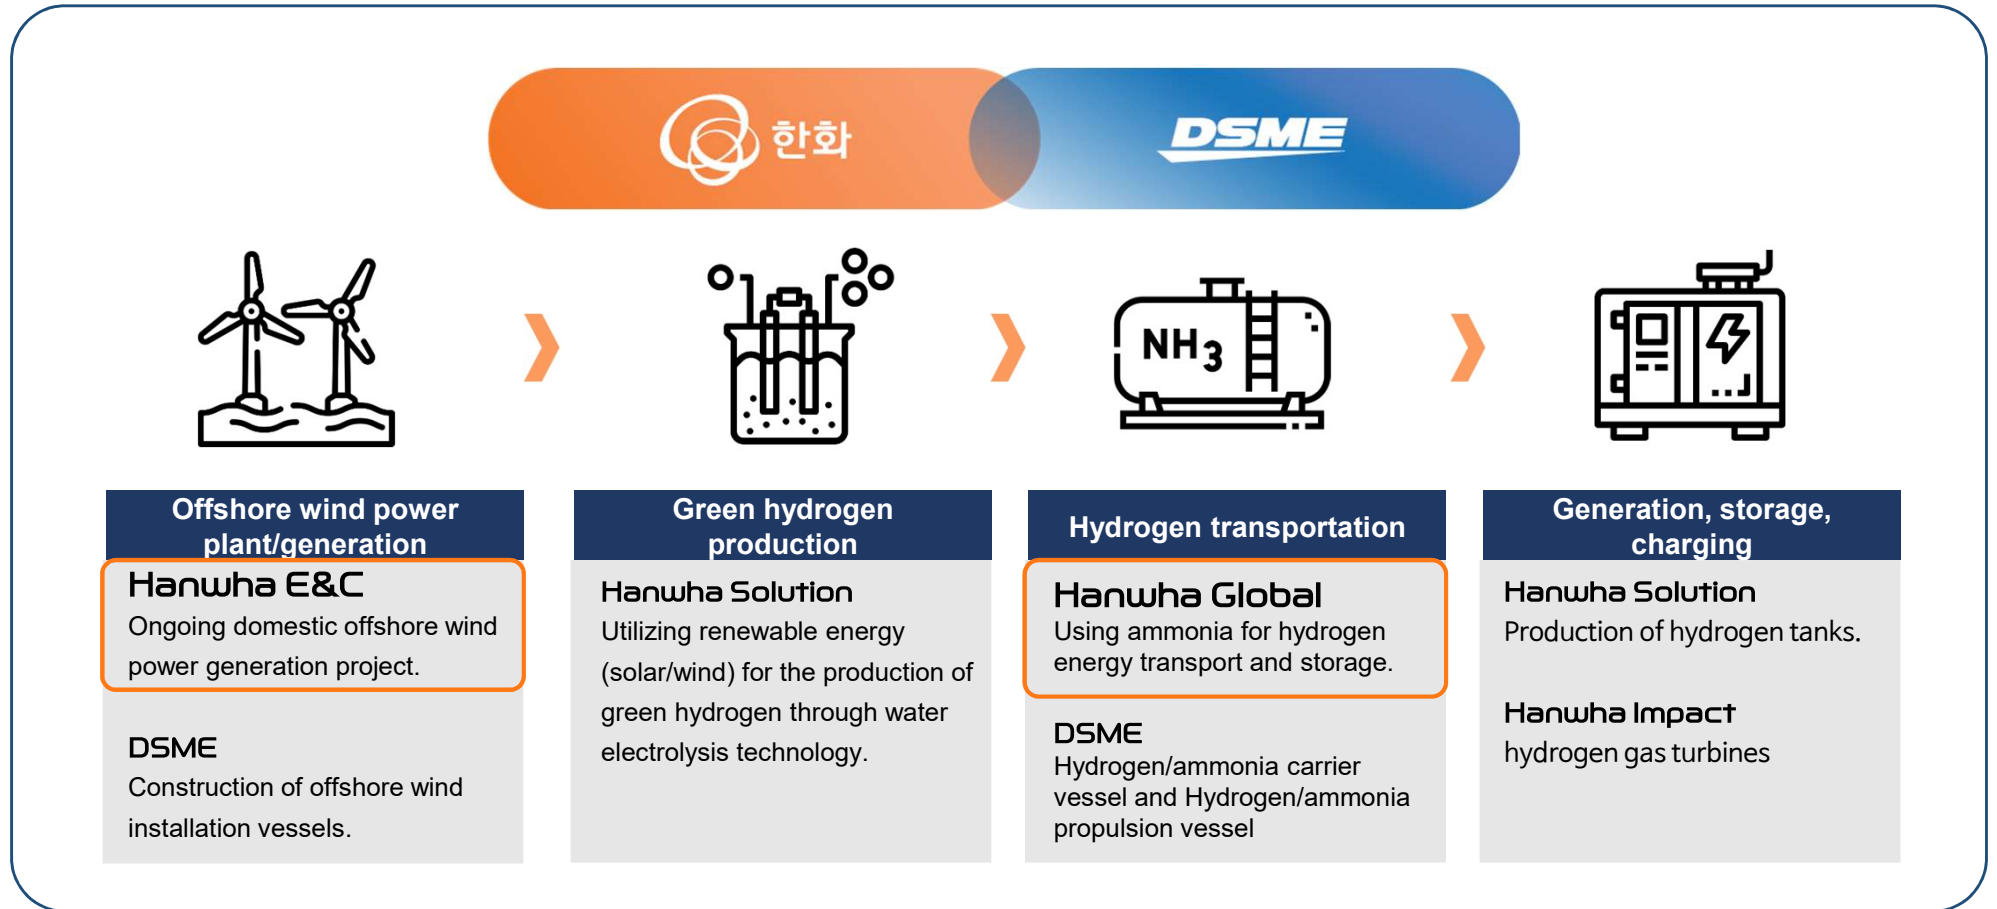 한화
DSME
NH3
Offshore wind power
plant/generation
Hanwha E&C
Ongoing domestic offshore wind
power generation project.
DSME
Construction of offshore wind
installation vessels.
Green hydrogen
production
Hanwha Solution
Utilizing renewable energy
(solar/wind) for the production of
green hydrogen through water
electrolysis technology.
Hydrogen transportation
Hanwha Global
Using ammonia for hydrogen
energy transport and storage.
DSME
Hydrogen/ammonia carrier
vessel and Hydrogen/ammonia
propulsion vessel
Generation, storage,
charging
Hanwha Solution
Production of hydrogen tanks.
Hanwha Impact
hydrogen gas turbines